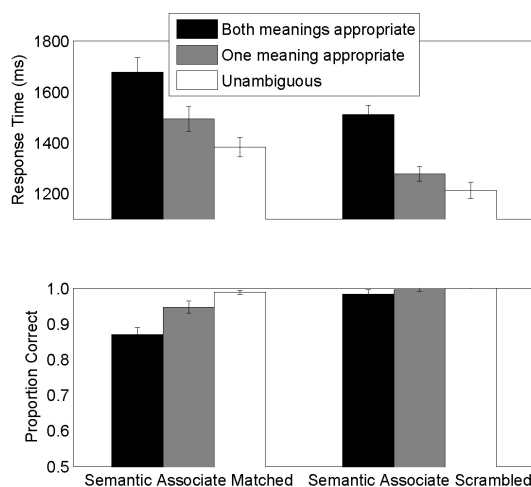 Both meanings appropriate
One meaning appropriate
Unambiguous
Response Time (ms)
1800
1600
1400
1200
Proportion Correct
1.0
0.9
0.8
0.7
0.6
0.5
Semantic Associate Matched
Semantic Associate Scrambled